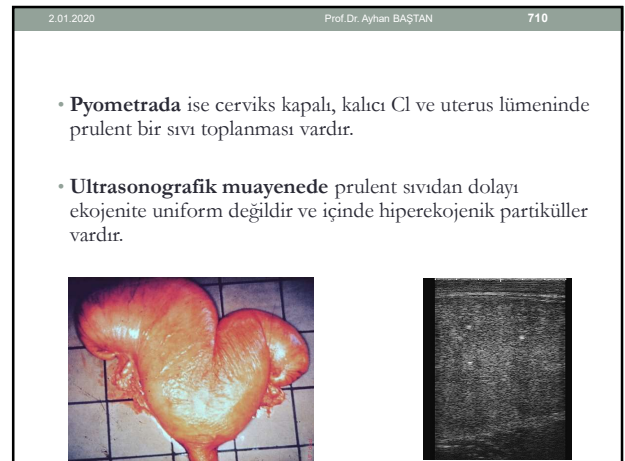 2.01.2020 Prof.Dr. Ayhan BAŞTAN 710
• Pyometrada ise cerviks kapalı, kalıcı Cl ve uterus lümeninde
prulent bir sıvı toplanması vardır.
• Ultrasonografik muayenede prulent sıvıdan dolayı
ekojenite uniform değildir ve içinde hiperekojenik partiküller
vardır.